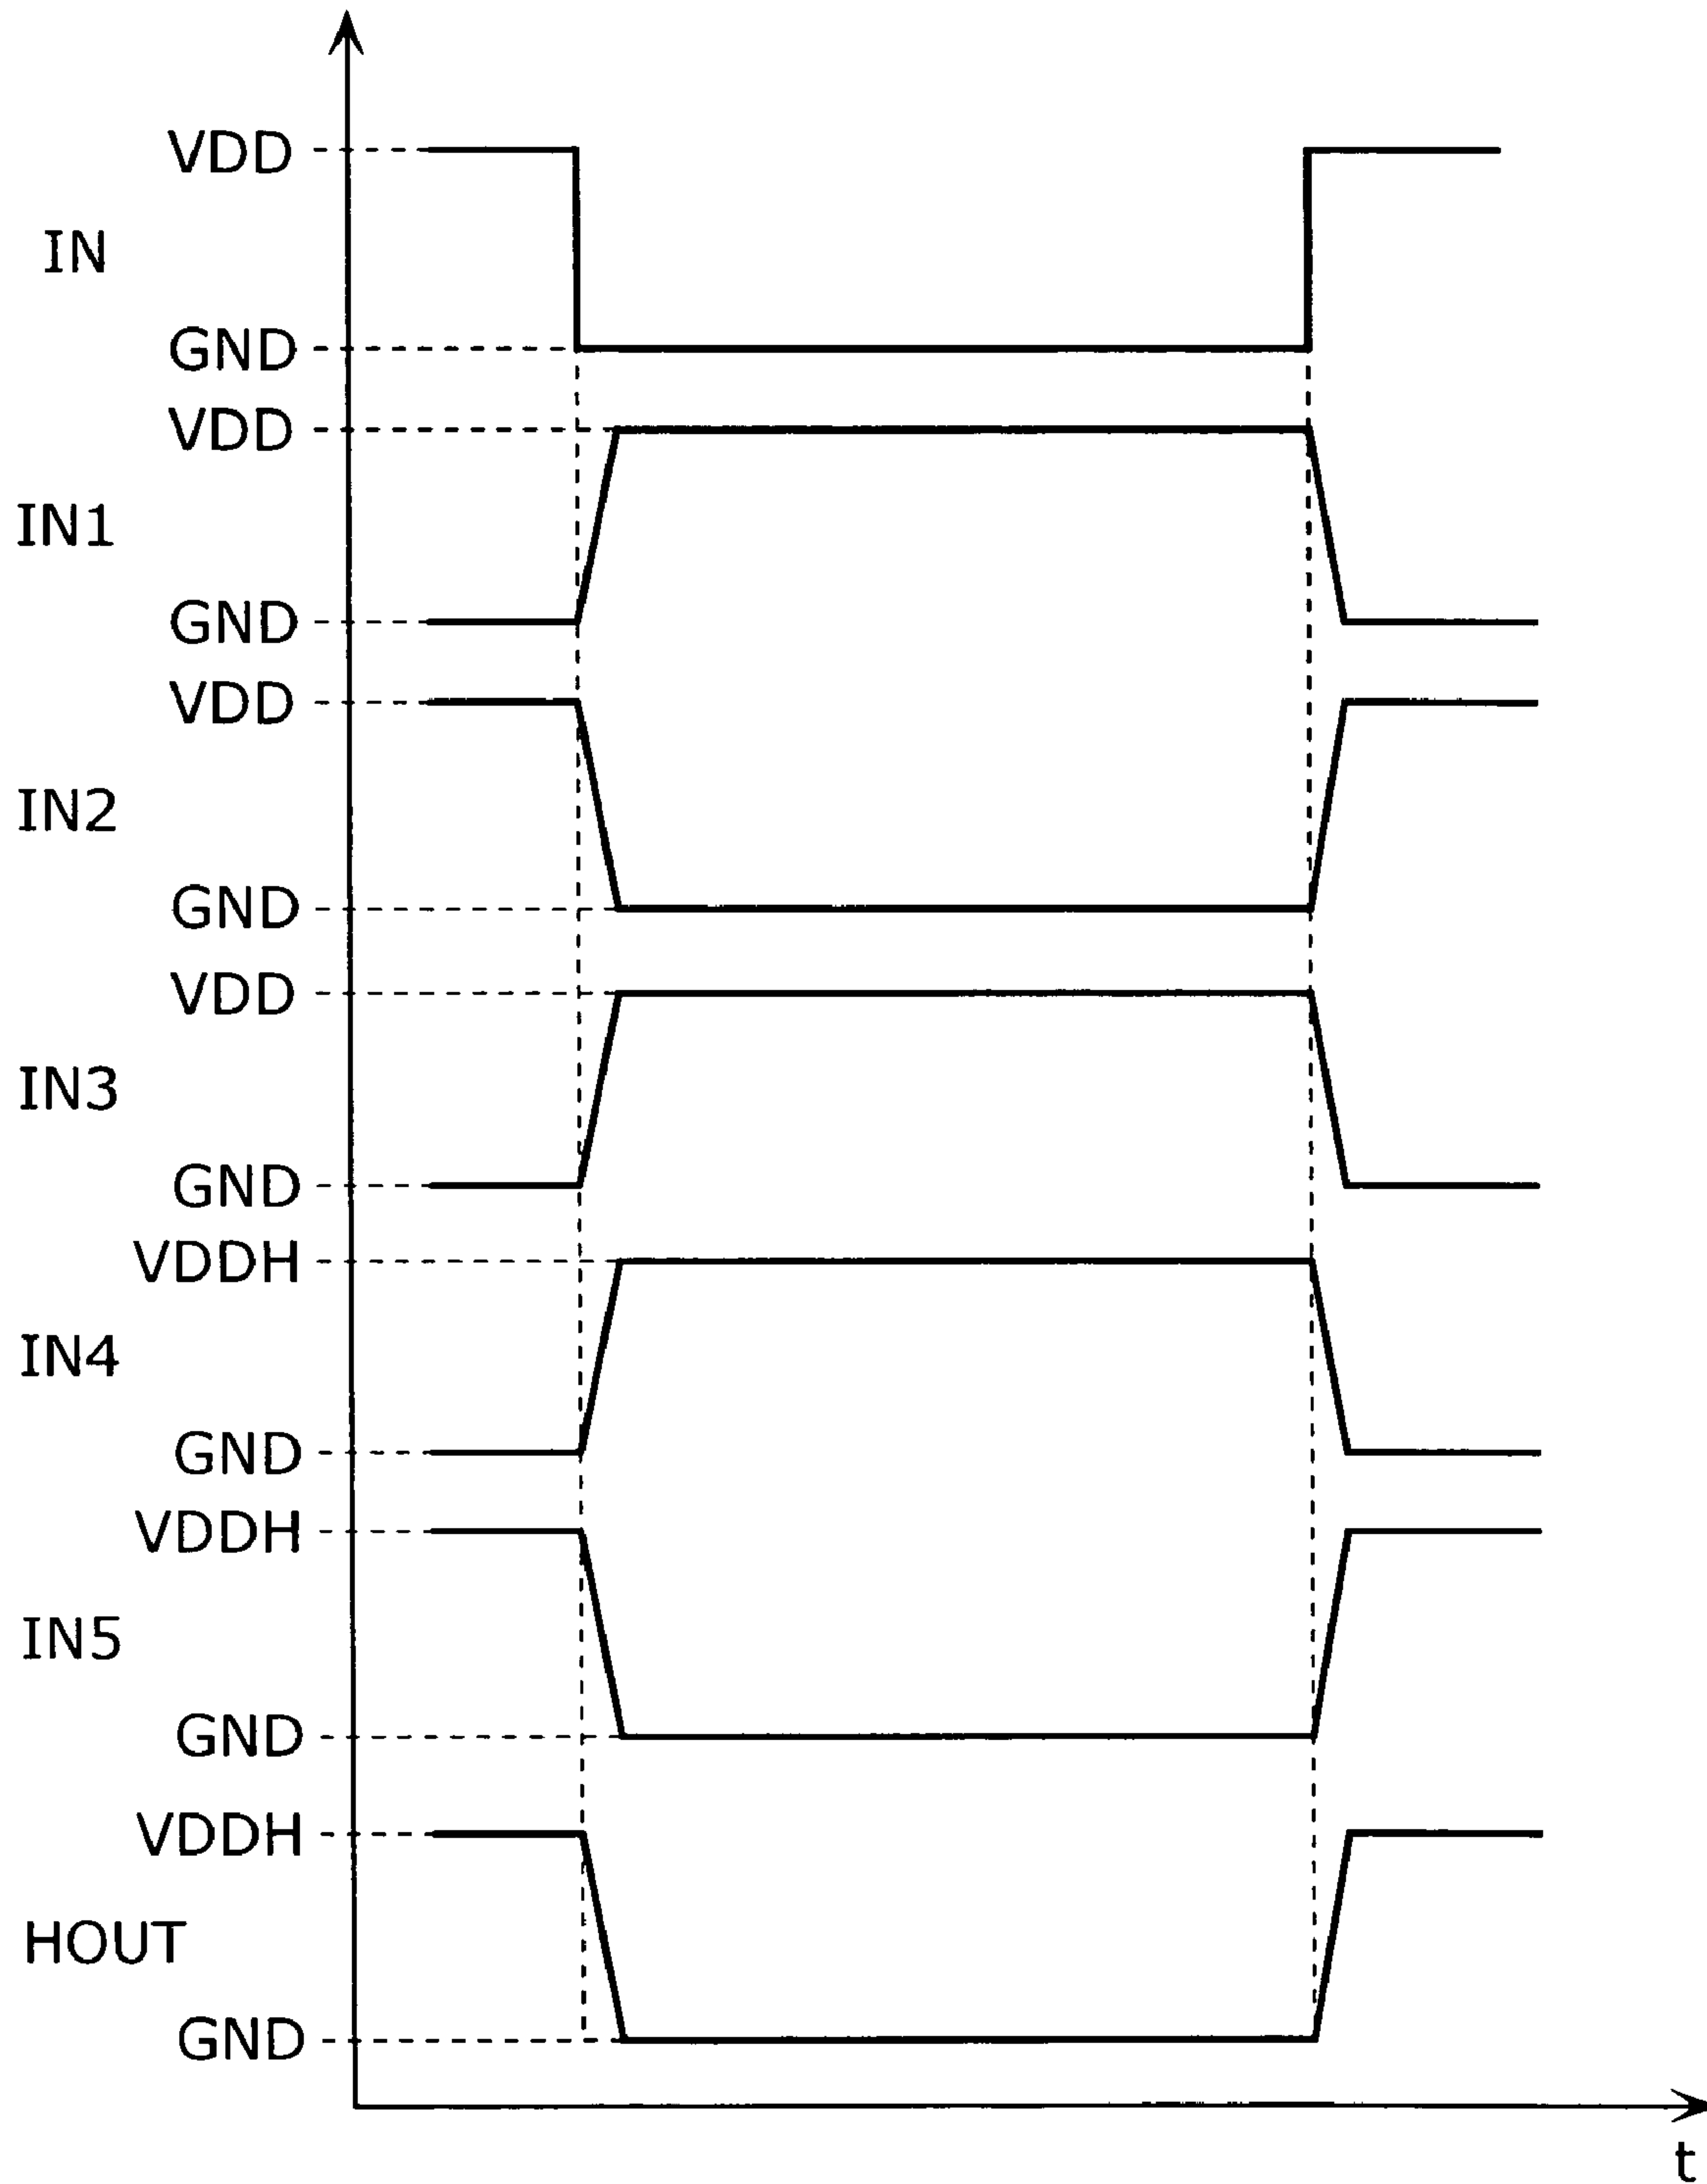 VDD
IN
GND
VDD
IN1
GND
VDD
IN2
GND
VDD
IN3
GND
VDDH
IN4
GND
VDDH
IN5
GND
VDDH
HOUT
GND
t